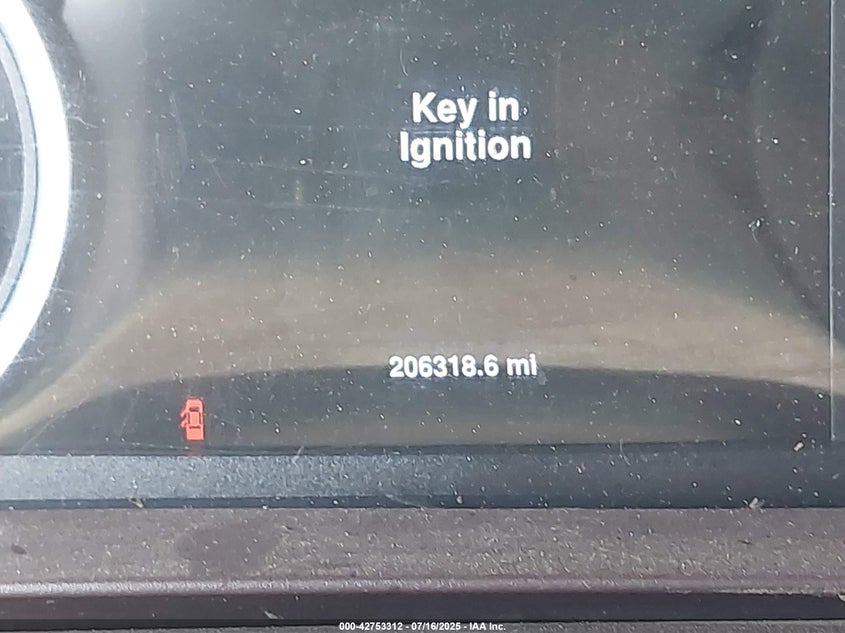 Key in
Ignition
206318.6 mi
000-42753312 - 07/16/2025 - IAA Inc.